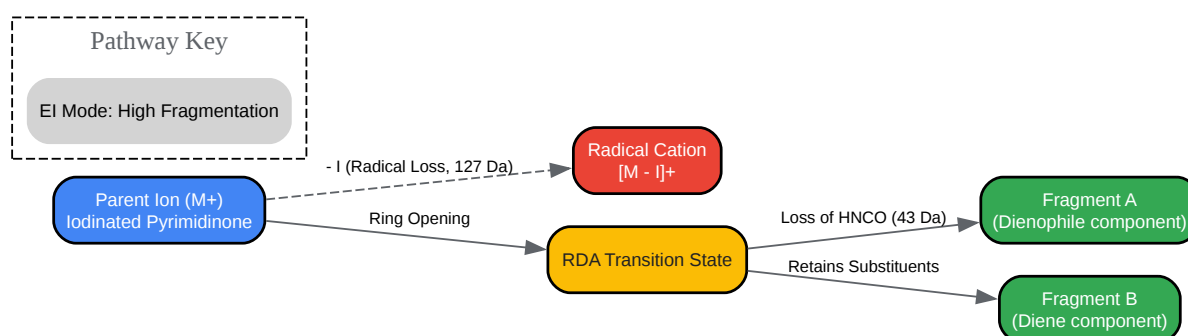 Pathway Key
EI Mode: High Fragmentation
- I (Radical Loss, 127 Da)
Radical Cation
[M - I]+
Parent Ion (M+)
Iodinated Pyrimidinone
Ring Opening
RDA Transition State
Loss of HNCO (43 Da)
Fragment A
(Dienophile component)
Retains Substituents
Fragment B
(Diene component)